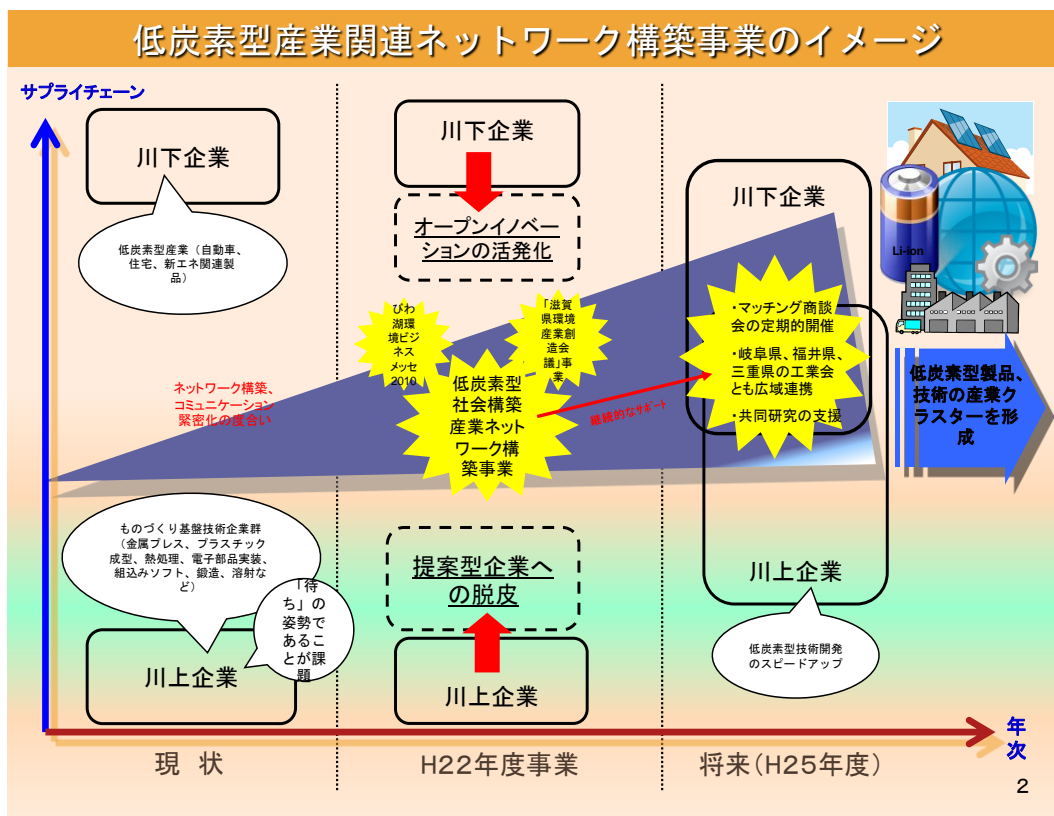 低炭素型産業関連ネットワーク構築事業のイメージ
サプライチェーン
川下企業
低炭素型産業（自動車、
住宅、新エネ関連製
品）
ネットワーク構築、
コミュニケーション
緊密化の度合い
ものづくり基盤技術企業群
（金属プレス、プラスチック
成型、熱処理、電子部品実装、
組込みソフト、鍛造、溶射な
ど）
「待
ち」の
姿勢で
あるこ
とが課
題
川上企業
川下企業
オープンイノベー
ションの活発化
びわ
湖環
境ビジ
ネス
メッセ
2010
「滋賀
県環境
産業創
造会
議」事
業
低炭素型
社会構築
産業ネット
ワーク構
築事業
継続的なサポート
提案型企業へ
の脱皮
川上企業
川下企業
・マッチング商談
会の定期的開催
・岐阜県、福井県、
三重県の工業会
とも広域連携
・共同研究の支援
川上企業
低炭素型技術開発
のスピードアップ
Li-ion
低炭素型製品、
技術の産業ク
ラスターを形
成
現 状
H22年度事業
将来(H25年度)
年
次
2